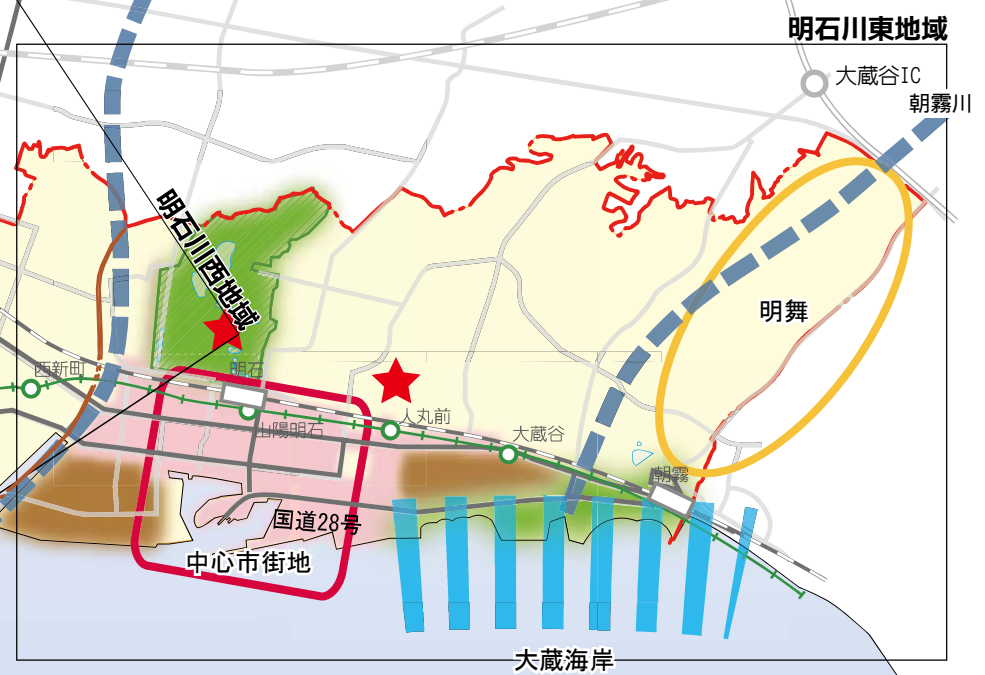 明石川東地域
大蔵谷IC
朝霧川
明石川西地域
明舞
西新町
明石
山陽明石
人丸前
大蔵谷
朝霧
国道28号
中心市街地
大蔵海岸